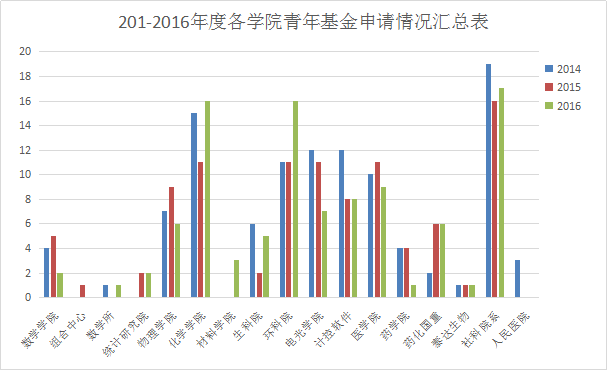 201-2016年度各学院青年基金申请情况汇总表
20
18
16
14
12
10
8
6
4
2
0
2014
2015
2016
数学学院
组合中心
数学所
统计研究院
物理学院
化学学院
材料学院
生科院
环科院
电光学院
计控软件
医学院
药学院
药化国重
泰达生物
社科院系
人民医院